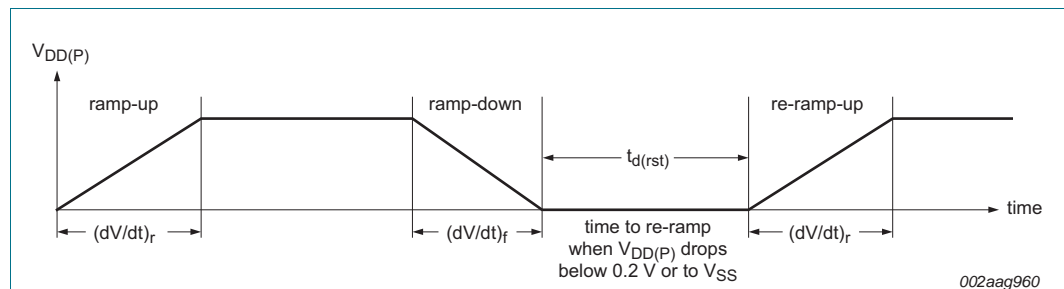 V_DD(P)
ramp-up
ramp-down
re-ramp-up
t_d(rst)
time
(dV/dt)_r
(dV/dt)_f
time to re-ramp
when V_DD(P) drops
below 0.2 V or to V_SS
(dV/dt)_r
002aag960